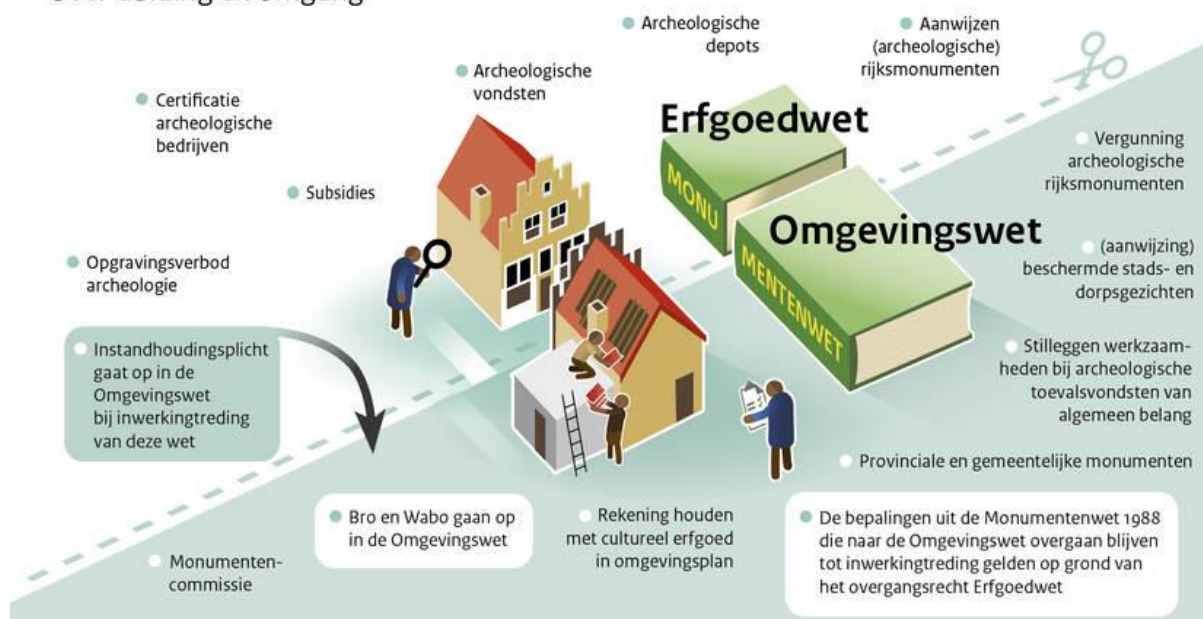 Over duiding en omgang
Archeologische
depots
Aanwijzen
(archeologische)
rijksmonumenten
Archeologische
vondsten
Certificatie
archeologische
bedrijven
Subsidies
Opgravingsverbod
archeologie
Erfgoedwet
MONU
Omgevingswet
MENTENWET
Vergunning
archeologische
rijksmonumenten
(aanwijzing)
beschermde stads- en
dorpsgezichten
Instandhoudingsplicht
gaat op in de
Omgevingswet
bij inwerkingtreding
van deze wet
Stilleggen werkzaam-
heden bij archeologische
toevalsvondsten van
algemeen belang
Provinciale en gemeentelijke monumenten
Monumenten-
commissie
Bro en Wabo gaan op
in de Omgevingswet
Rekening houden
met cultureel erfgoed
in omgevingsplan
De bepalingen uit de Monumentenwet 1988
die naar de Omgevingswet overgaan blijven
tot inwerkingtreding gelden op grond van
het overgangsrecht Erfgoedwet